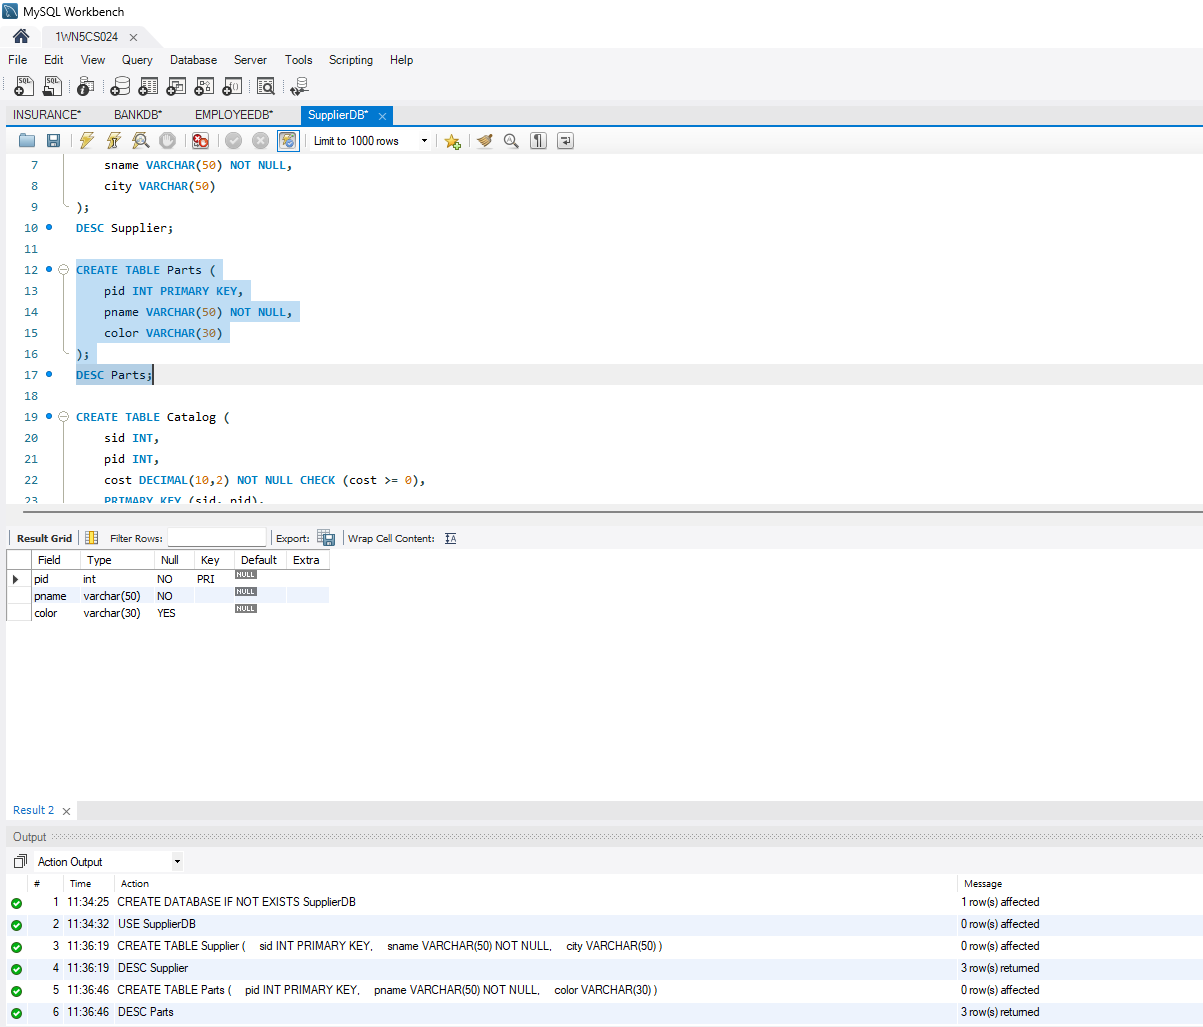 MySQL Workbench
1WN5CS024
File Edit View Query Database Server Tools Scripting Help
INSURANCE* BANKDB* EMPLOYEEDB* SupplierDB*
Limit to 1000 rows
7 sname VARCHAR(50) NOT NULL,
8 city VARCHAR(50)
9 );
10 DESC Supplier;
11
12 CREATE TABLE Parts (
13 pid INT PRIMARY KEY,
14 pname VARCHAR(50) NOT NULL,
15 color VARCHAR(30)
16 );
17 DESC Parts;
18
19 CREATE TABLE Catalog (
20 sid INT,
21 pid INT,
22 cost DECIMAL(10,2) NOT NULL CHECK (cost >= 0),
23 PRIMARY KEY (sid, pid),
Result Grid Filter Rows: Export: Wrap Cell Content:
Field Type Null Key Default Extra
pid int NO PRI NULL
pname varchar(50) NO NULL
color varchar(30) YES NULL
Result 2
Output
Action Output
# Time Action Message
1 11:34:25 CREATE DATABASE IF NOT EXISTS SupplierDB 1 row(s) affected
2 11:34:32 USE SupplierDB 0 row(s) affected
3 11:36:19 CREATE TABLE Supplier ( sid INT PRIMARY KEY, sname VARCHAR(50) NOT NULL, city VARCHAR(50) ) 0 row(s) affected
4 11:36:19 DESC Supplier 3 row(s) returned
5 11:36:46 CREATE TABLE Parts ( pid INT PRIMARY KEY, pname VARCHAR(50) NOT NULL, color VARCHAR(30) ) 0 row(s) affected
6 11:36:46 DESC Parts 3 row(s) returned